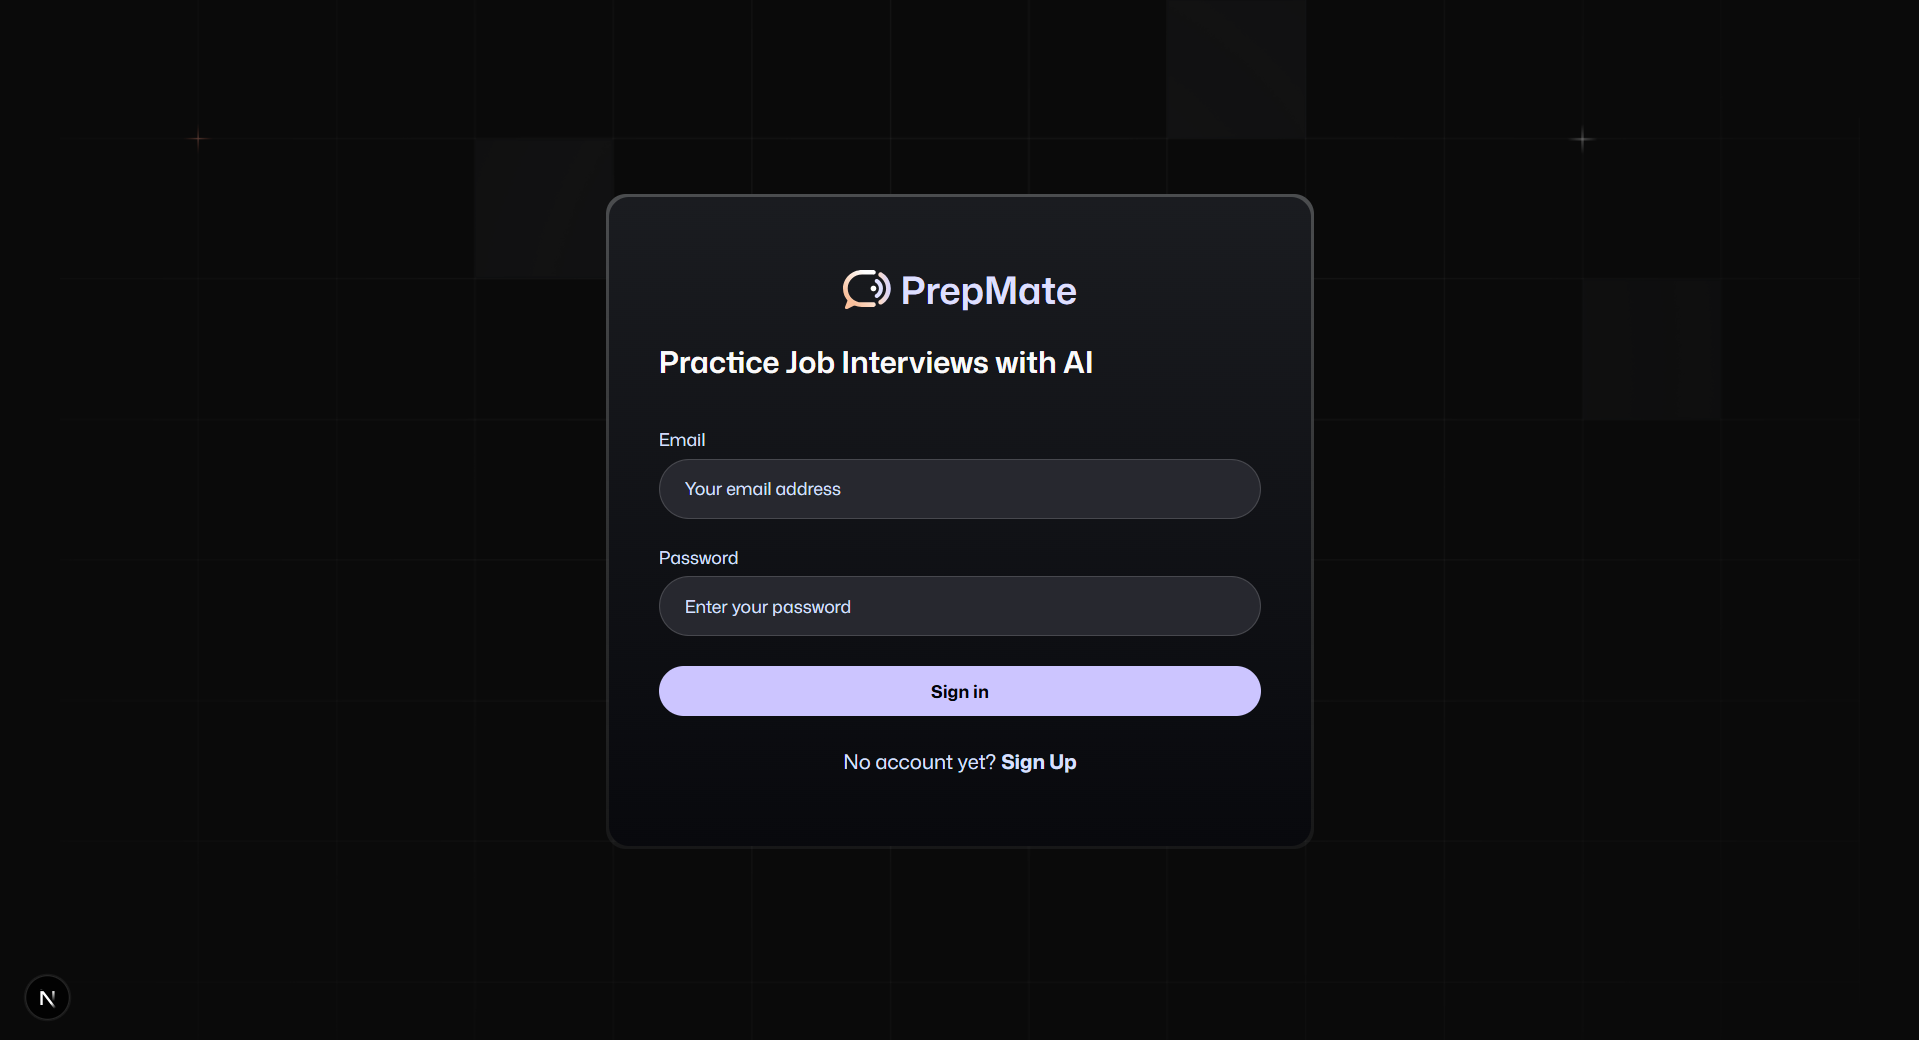 PrepMate
Practice Job Interviews with AI
Email
Your email address
Password
Enter your password
Sign in
No account yet? Sign Up
N